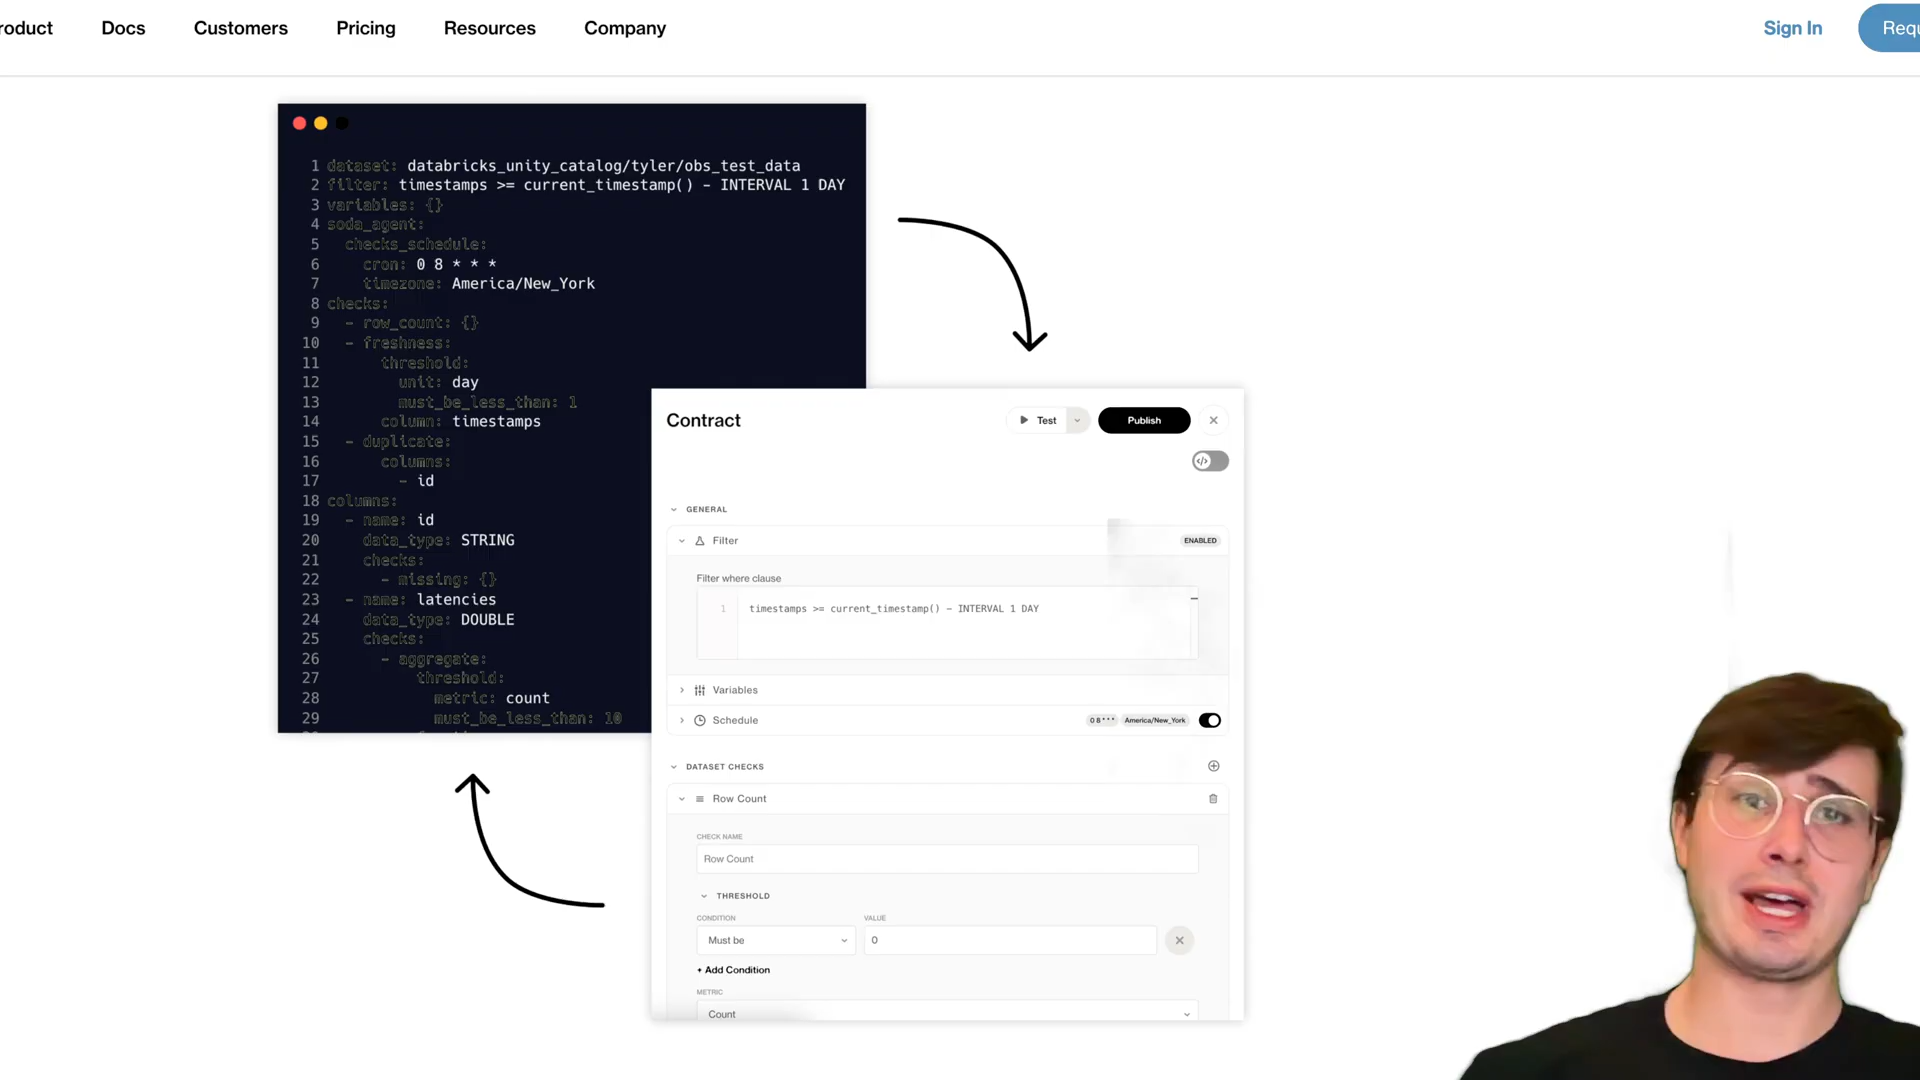 roduct Docs Customers Pricing Resources Company Sign In Requ
1 dataset: databricks_unity_catalog/tyler/obs_test_data
2 filter: timestamps >= current_timestamp() - INTERVAL 1 DAY
3 variables: {}
4 soda_agent:
5 checks_schedule:
6 cron: 0 8 * * *
7 timezone: America/New_York
8 checks:
9 - row_count: {}
10 - freshness:
11 threshold:
12 unit: day
13 must_be_less_than: 1
14 column: timestamps
15 - duplicate:
16 columns:
17 - id
18 columns:
19 - name: id
20 data_type: STRING
21 checks:
22 - missing: {}
23 - name: latencies
24 data_type: DOUBLE
25 checks:
26 - aggregate:
27 threshold:
28 metric: count
29 must_be_less_than: 10
Contract Test Publish
</>
GENERAL
Filter ENABLED
Filter where clause
1 timestamps >= current_timestamp() - INTERVAL 1 DAY
Variables
Schedule 0 8 * * * America/New_York
DATASET CHECKS
Row Count
CHECK NAME
Row Count
THRESHOLD
CONDITION VALUE
Must be 0
+ Add Condition
METRIC
Count